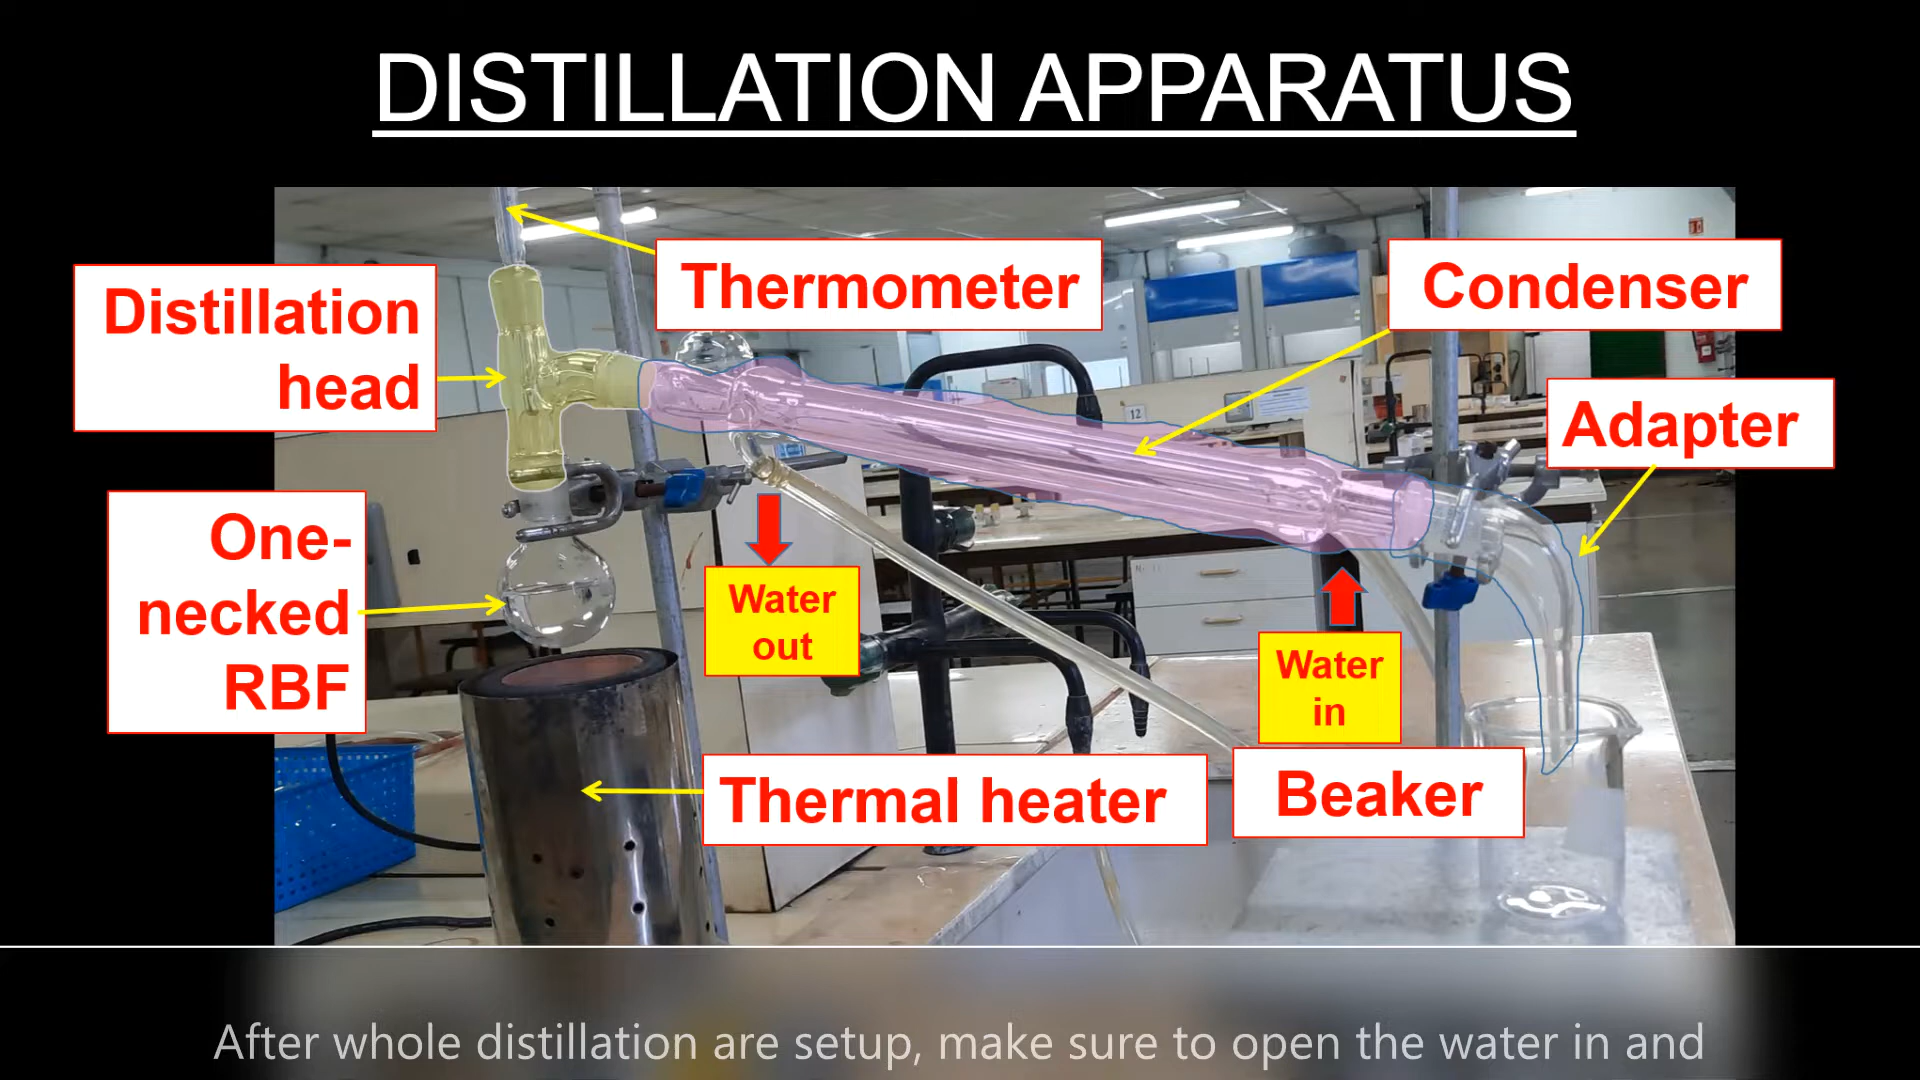 DISTILLATION APPARATUS
Thermometer
Condenser
Distillation
head
Adapter
12
One-
necked
RBF
Water
out
Water
in
Thermal heater
Beaker
After whole distillation are setup, make sure to open the water in and